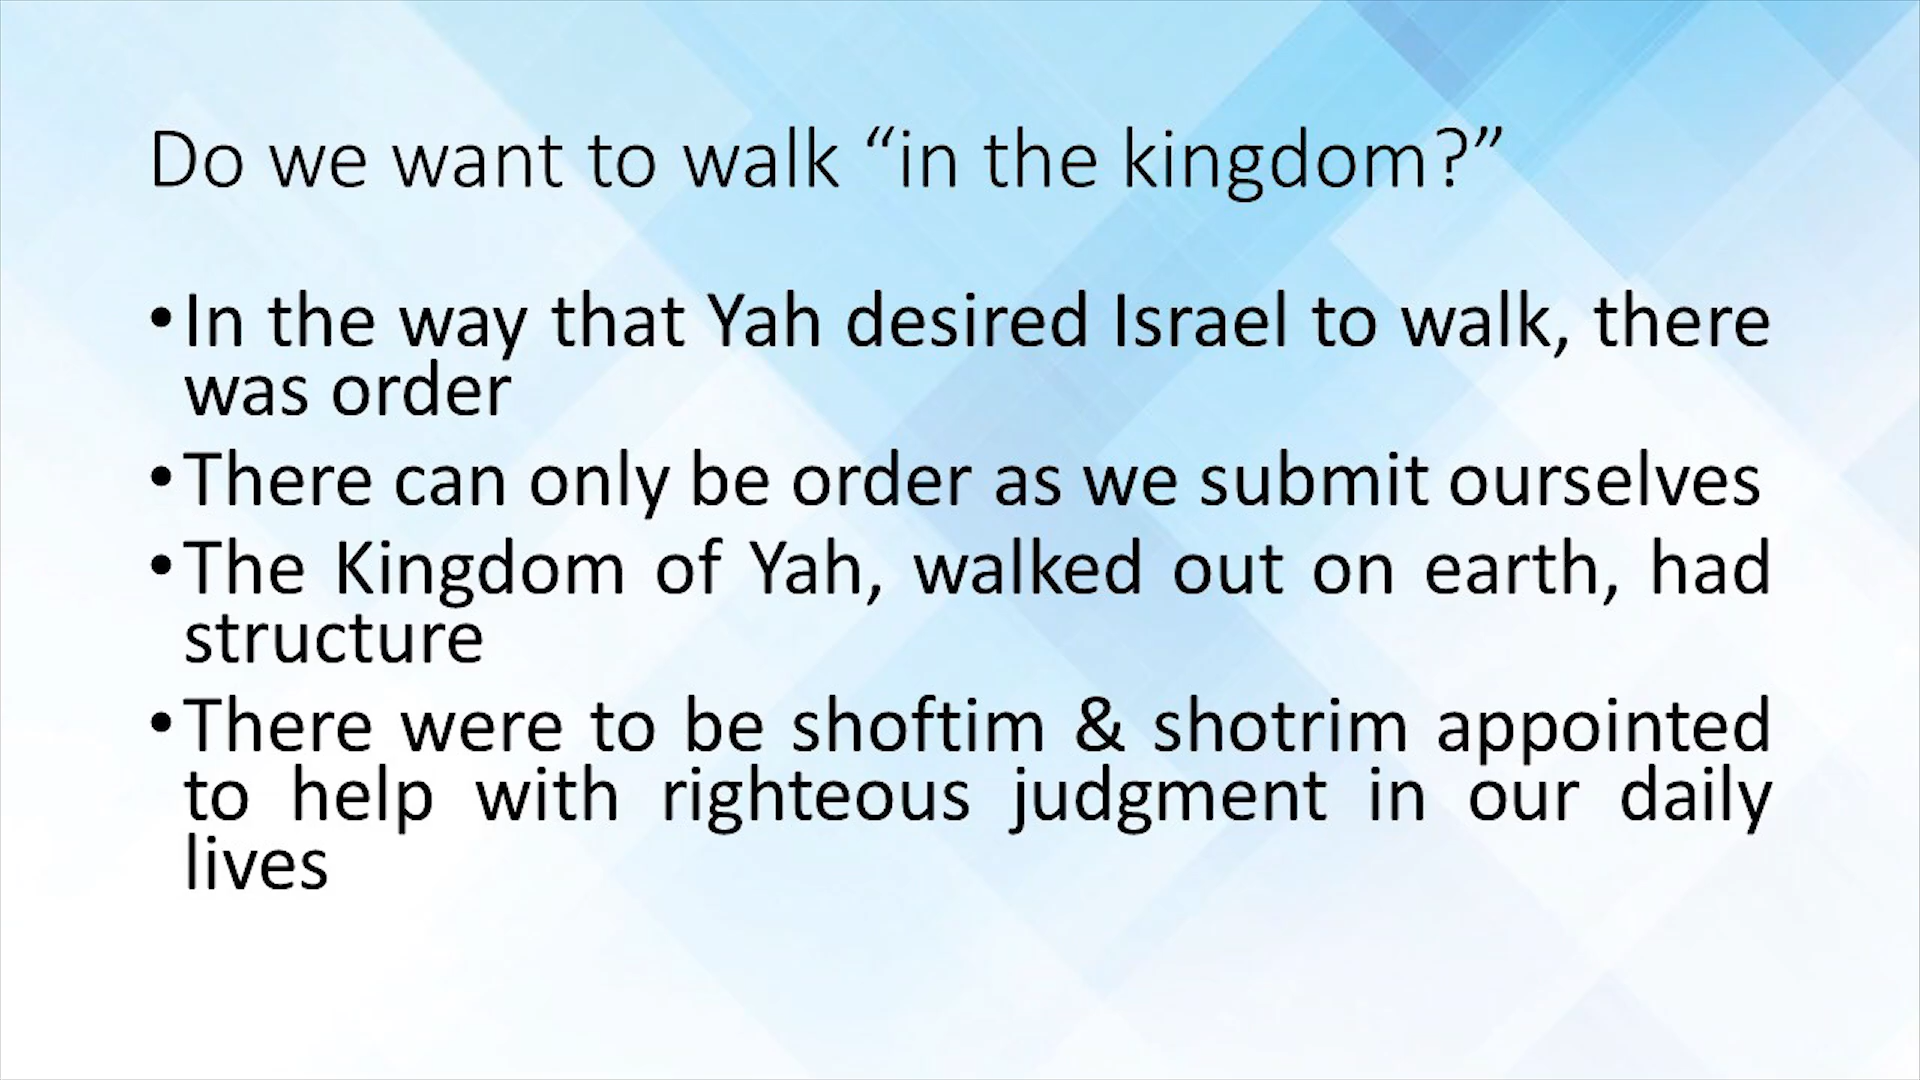 Do we want to walk “in the kingdom?”
•In the way that Yah desired Israel to walk, there
was order
•There can only be order as we submit ourselves
•The Kingdom of Yah, walked out on earth, had
structure
•There were to be shoftim & shotrim appointed
to help with righteous judgment in our daily
lives